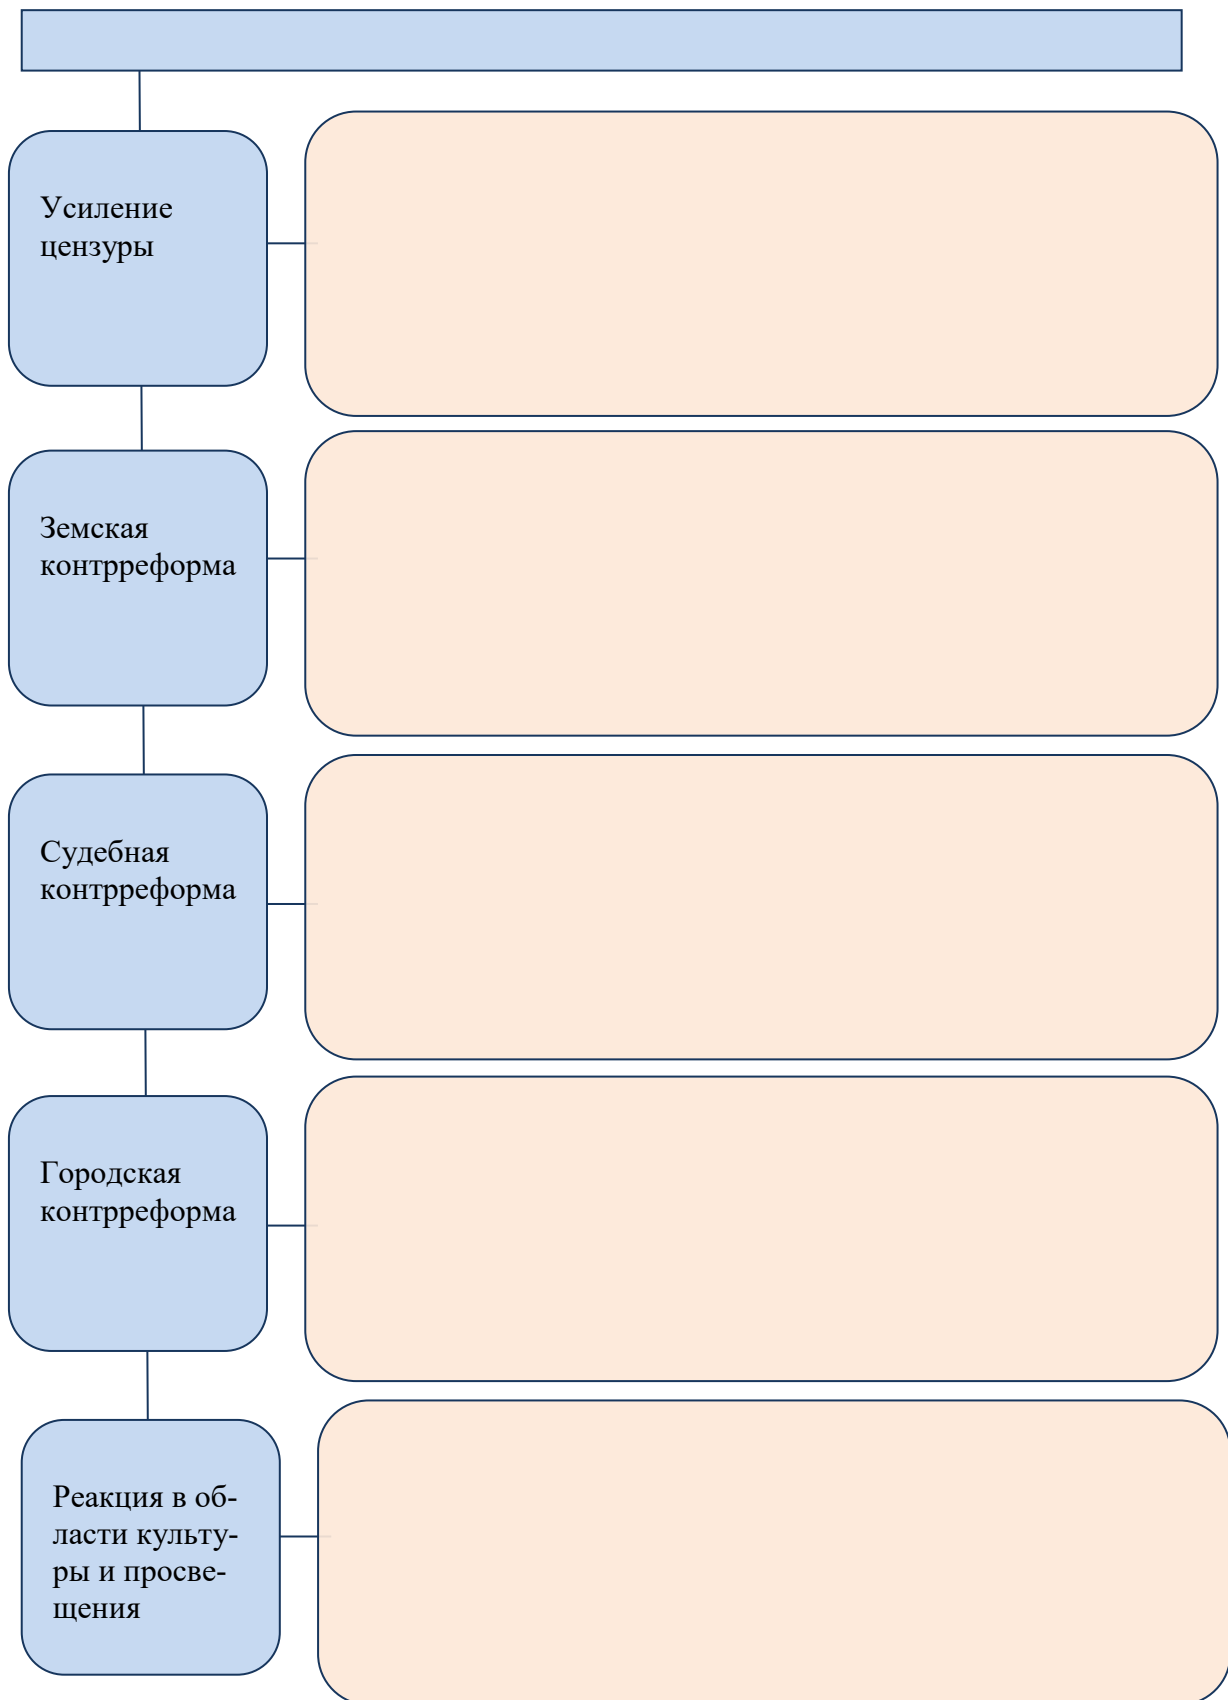 Усиление
цензуры
Земская
контрреформа
Судебная
контрреформа
Городская
контрреформа
Реакция в об-
ласти культу-
ры и просве-
щения